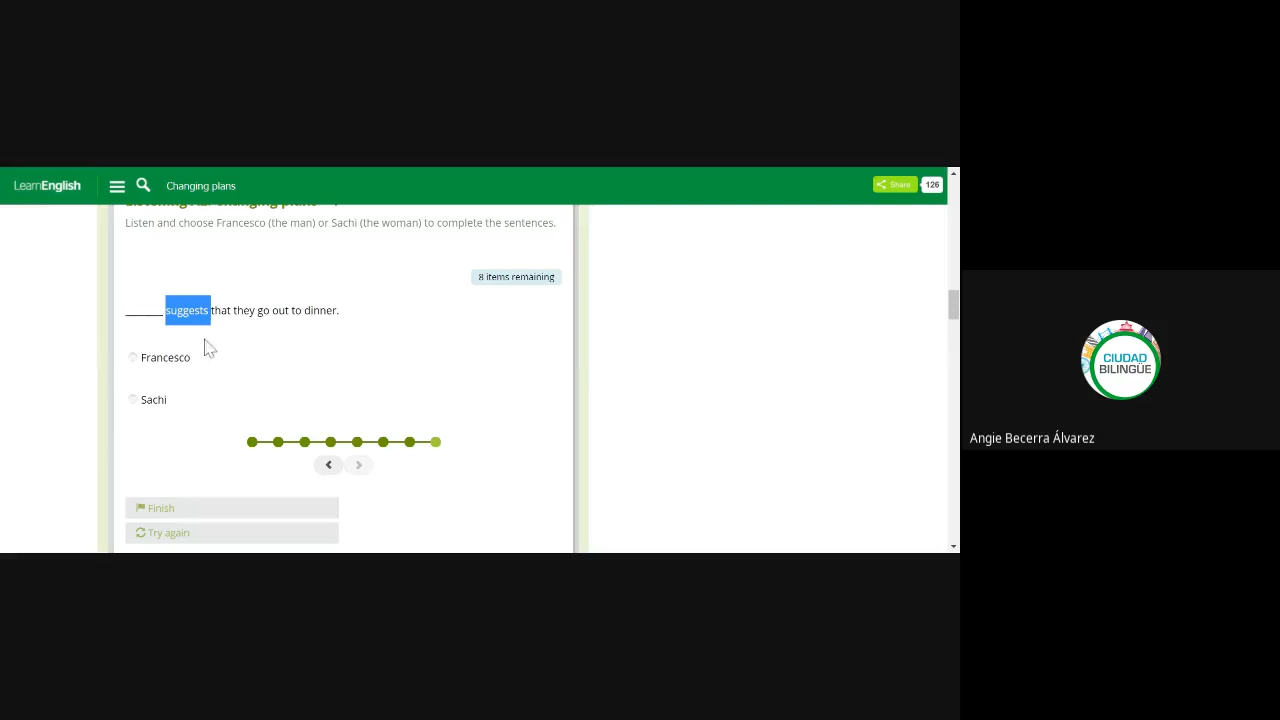 LearnEnglish
Changing plans
Share
126
Listen and choose Francesco (the man) or Sachi (the woman) to complete the sentences.
8 items remaining
______ suggests that they go out to dinner.
Francesco
Sachi
Finish
Try again
CIUDAD
BILINGÜE
Angie Becerra Álvarez